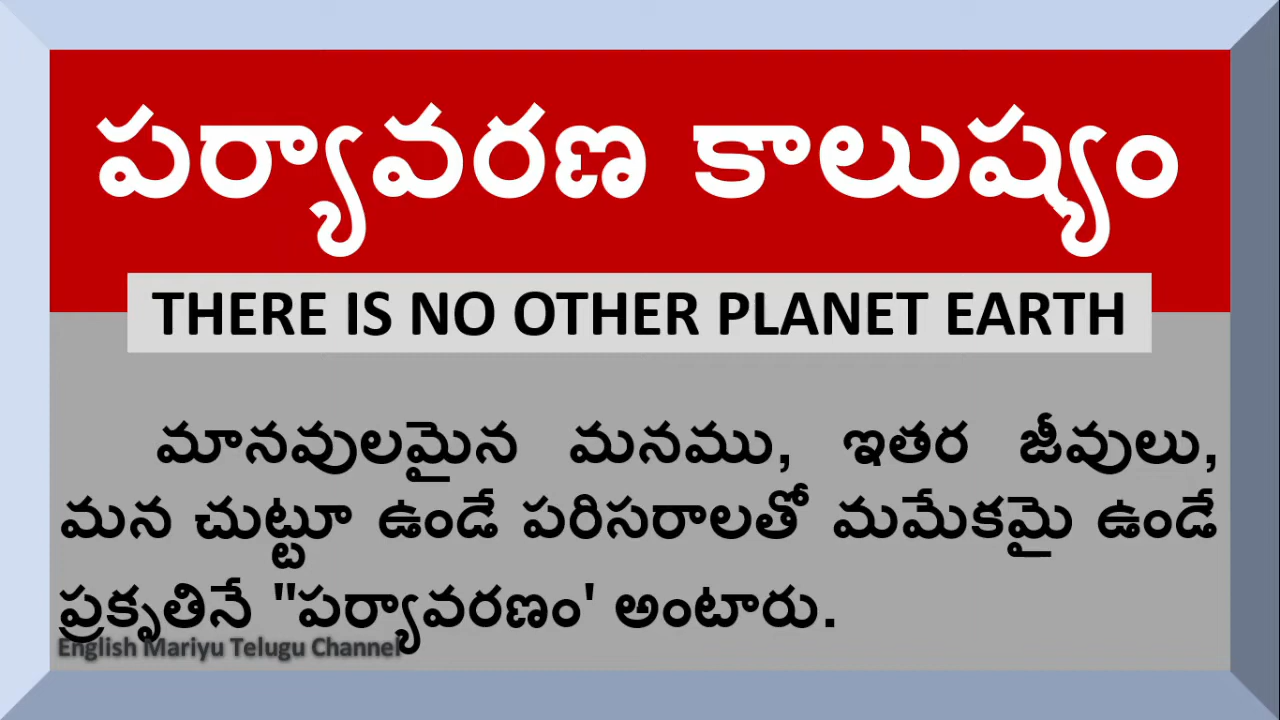 పర్యావరణ కాలుష్యం
THERE IS NO OTHER PLANET EARTH
మానవులమైన మనము, ఇతర జీవులు,
మన చుట్టూ ఉండే పరిసరాలతో మమేకమై ఉండే
ప్రకృతినే "పర్యావరణం' అంటారు.
English Mariyu Telugu Channel